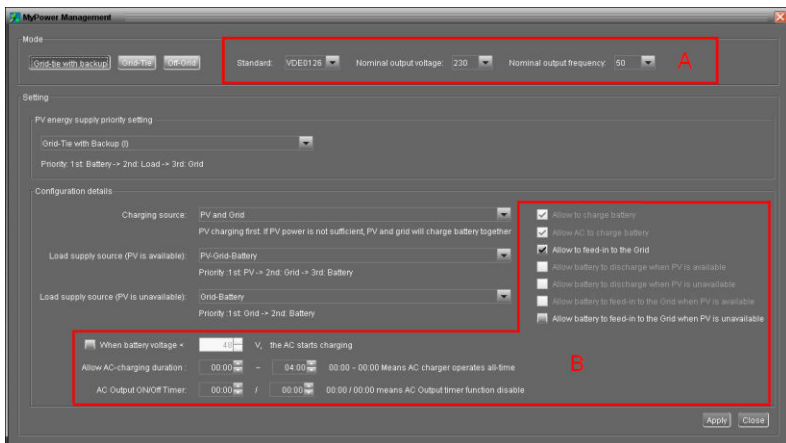 MyPower Management
Mode
Grid-tie with backup Grid-Tie Off-Grid Standard: VDE0126 Nominal output voltage: 230 Nominal output frequency: 50 A
Setting
PV energy supply priority setting
Grid-Tie with Backup (I)
Priority: 1st: Battery -> 2nd: Load -> 3rd: Grid
Configuration details
Charging source: PV and Grid
PV charging first. If PV power is not sufficient, PV and grid will charge battery together
Load supply source (PV is available): PV-Grid-Battery
Priority :1st: PV -> 2nd: Grid -> 3rd: Battery
Load supply source (PV is unavailable): Grid-Battery
Priority :1st: Grid -> 2nd: Battery
Allow to charge battery
Allow AC to charge battery
Allow to feed-in to the Grid
Allow battery to discharge when PV is available
Allow battery to discharge when PV is unavailable
Allow battery to feed-in to the Grid when PV is available
Allow battery to feed-in to the Grid when PV is unavailable
When battery voltage < 48 V, the AC starts charging
Allow AC-charging duration : 00:00 – 04:00 00:00 – 00:00 Means AC charger operates all-time
AC Output ON/Off Timer: 00:00 / 00:00 00:00 / 00:00 means AC Output timer function disable
B
Apply Close